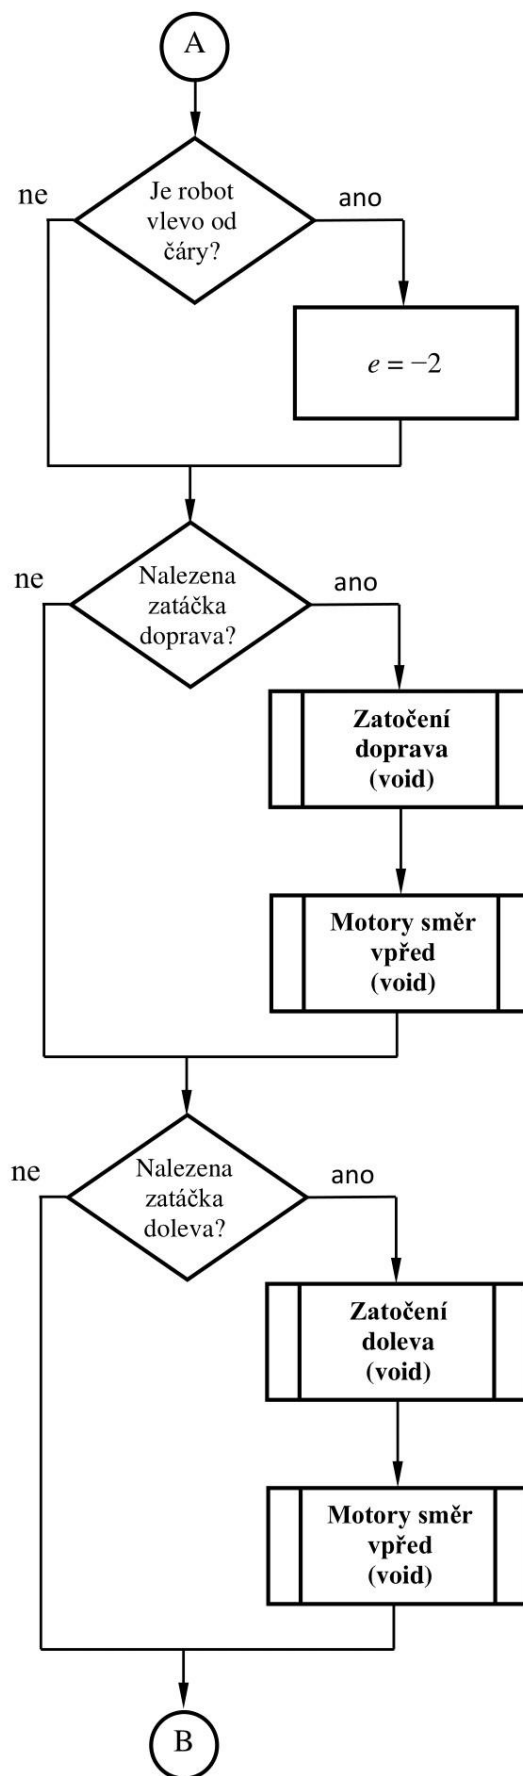 A
Je robot
vlevo od
čáry?
ne
ano
e = −2
Nalezena
zatáčka
doprava?
ne
ano
Zatočení
doprava
(void)
Motory směr
vpřed
(void)
Nalezena
zatáčka
doleva?
ne
ano
Zatočení
doleva
(void)
Motory směr
vpřed
(void)
B